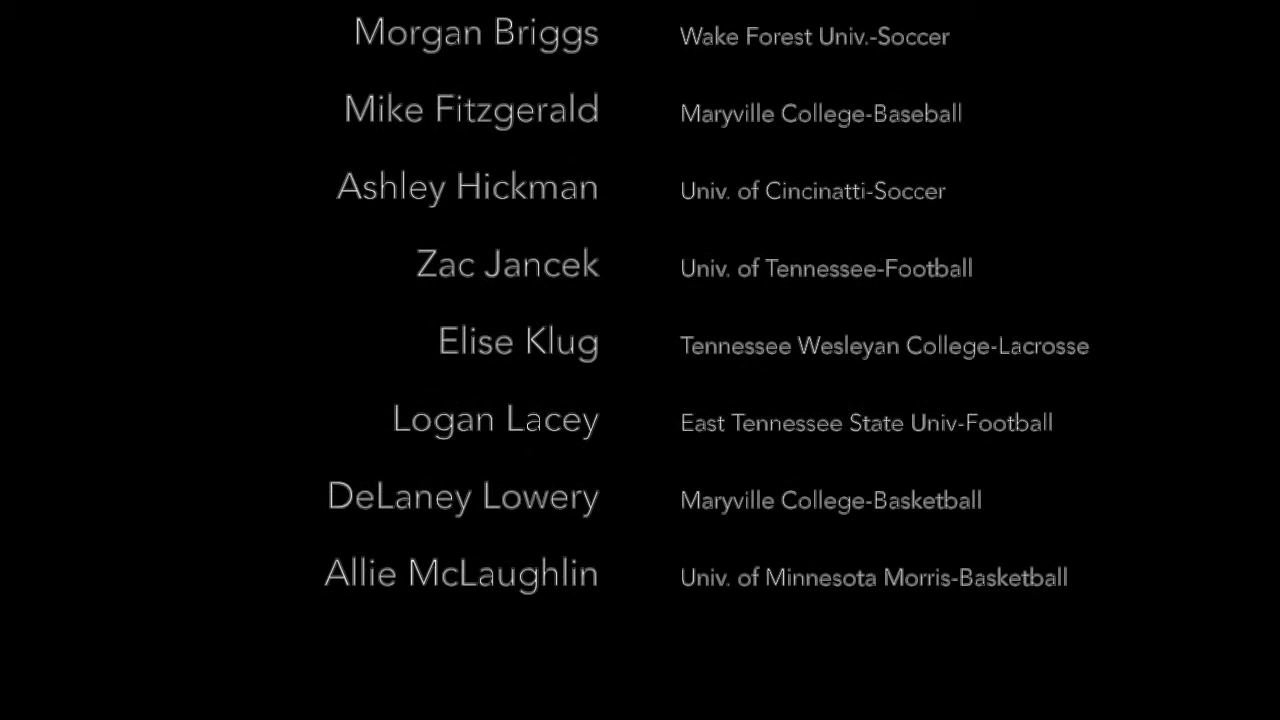 Morgan Briggs Wake Forest Univ.-Soccer
Mike Fitzgerald Maryville College-Baseball
Ashley Hickman Univ. of Cincinatti-Soccer
Zac Jancek Univ. of Tennessee-Football
Elise Klug Tennessee Wesleyan College-Lacrosse
Logan Lacey East Tennessee State Univ-Football
DeLaney Lowery Maryville College-Basketball
Allie McLaughlin Univ. of Minnesota Morris-Basketball